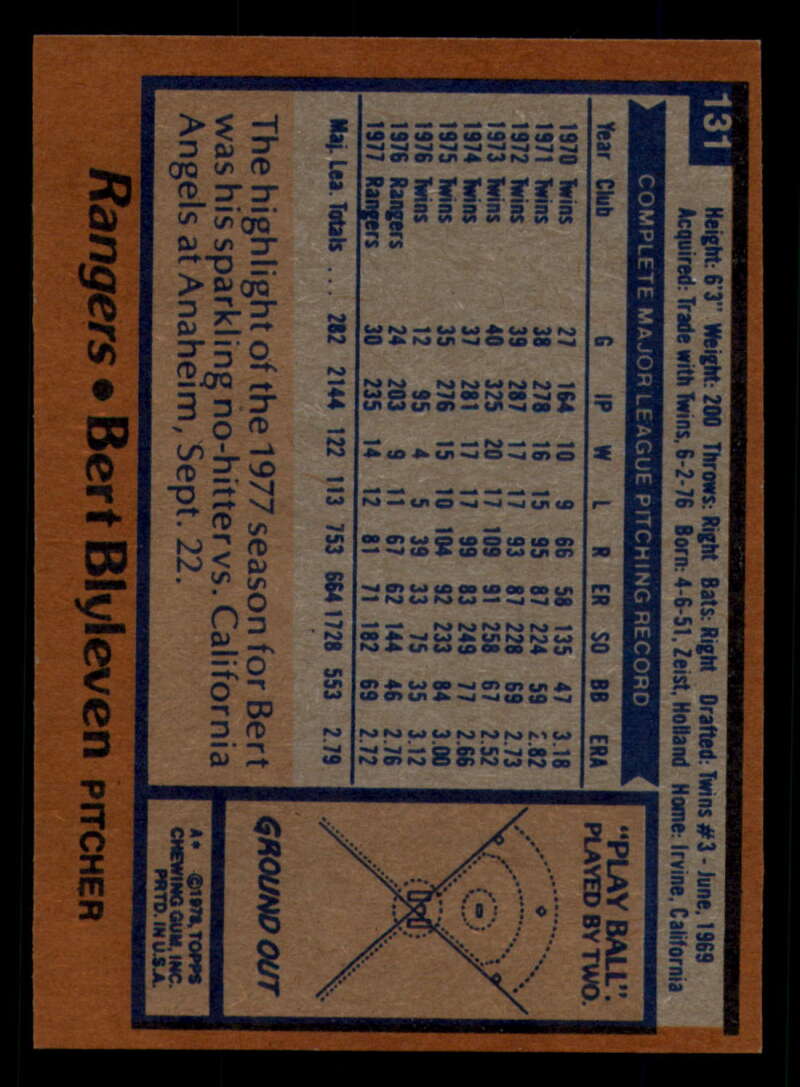 131
Height: 6'3" Weight: 200 Throws: Right Bats: Right Drafted: Twins #3 - June, 1969
Acquired: Trade with Twins, 6-2-76 Born: 4-6-51, Zeist, Holland Home: Irvine, California
COMPLETE MAJOR LEAGUE PITCHING RECORD
Year Club G IP W L R ER SO BB ERA
1970 Twins 27 164 10 9 66 58 135 47 3.18
1971 Twins 38 278 16 15 95 87 224 59 2.82
1972 Twins 39 287 17 17 93 87 228 69 2.73
1973 Twins 40 325 20 17 109 91 258 67 2.52
1974 Twins 37 281 17 17 99 83 249 77 2.66
1975 Twins 35 276 15 10 104 92 233 84 3.00
1976 Twins 12 95 4 5 39 33 75 35 3.12
1976 Rangers 24 203 9 11 67 62 144 46 2.76
1977 Rangers 30 235 14 12 81 71 182 69 2.72
Maj. Lea. Totals .... 282 2144 122 113 753 664 1728 553 2.79
The highlight of the 1977 season for Bert
was his sparkling no-hitter vs. California
Angels at Anaheim, Sept. 22.
"PLAY BALL".
PLAYED BY TWO.
GROUND OUT
A* ©1978, TOPPS
CHEWING GUM, INC.
PRTD. IN U.S.A.
Rangers • Bert Blyleven PITCHER